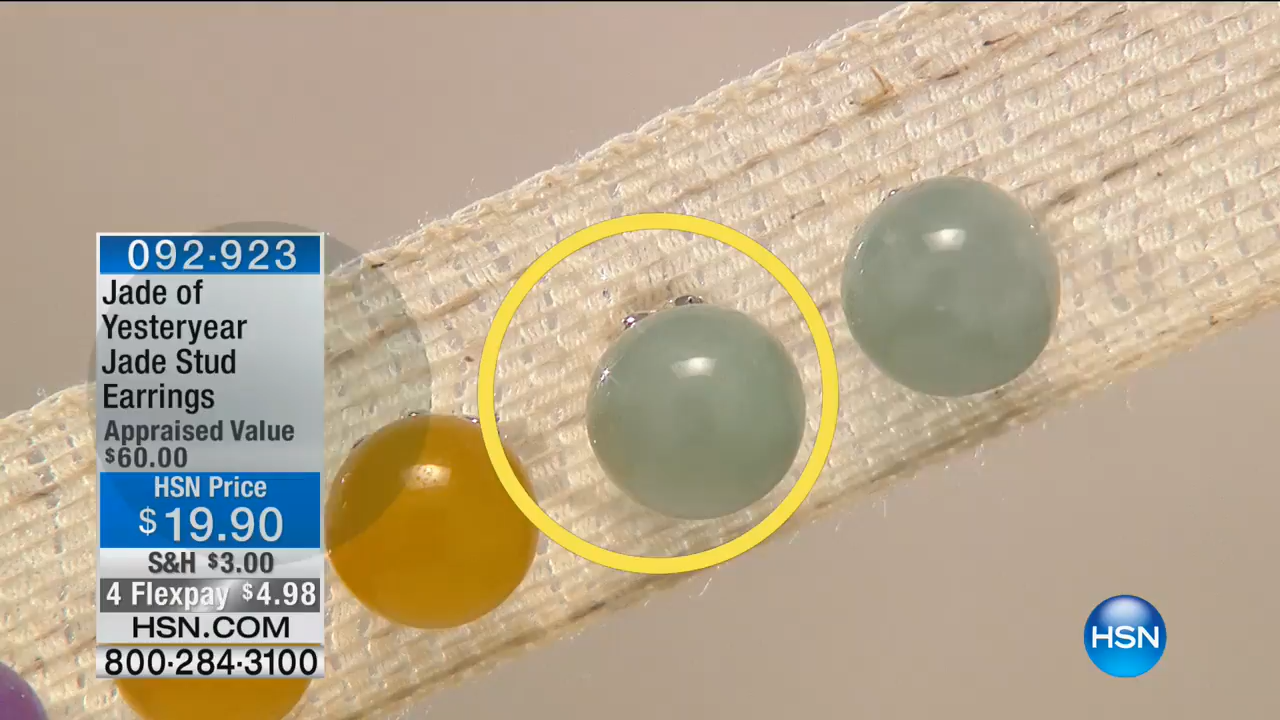 092·923
Jade of
Yesteryear
Jade Stud
Earrings
Appraised Value
$60.00
HSN Price
$19.90
S&H $3.00
4 Flexpay $4.98
HSN.COM
800·284·3100
HSN